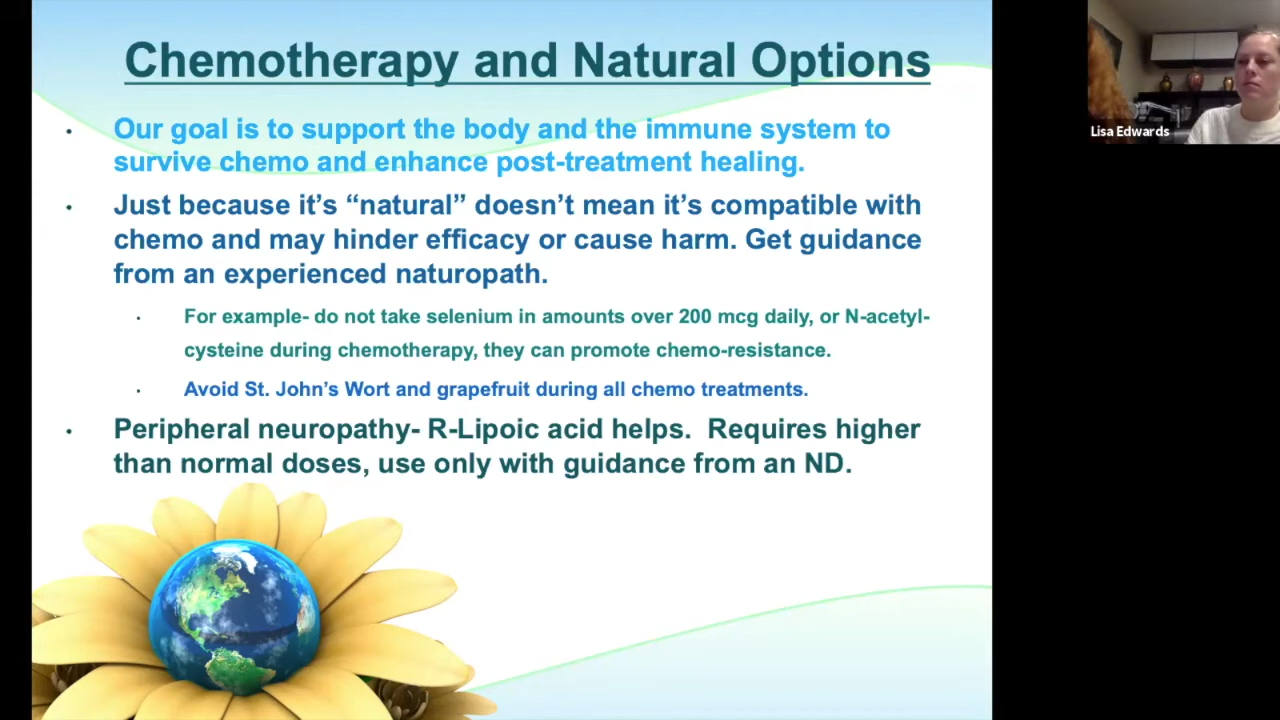 Chemotherapy and Natural Options
• Our goal is to support the body and the immune system to
survive chemo and enhance post-treatment healing.
• Just because it’s “natural” doesn’t mean it’s compatible with
chemo and may hinder efficacy or cause harm. Get guidance
from an experienced naturopath.
• For example- do not take selenium in amounts over 200 mcg daily, or N-acetyl-
cysteine during chemotherapy, they can promote chemo-resistance.
• Avoid St. John’s Wort and grapefruit during all chemo treatments.
• Peripheral neuropathy- R-Lipoic acid helps.  Requires higher
than normal doses, use only with guidance from an ND.
Lisa Edwards